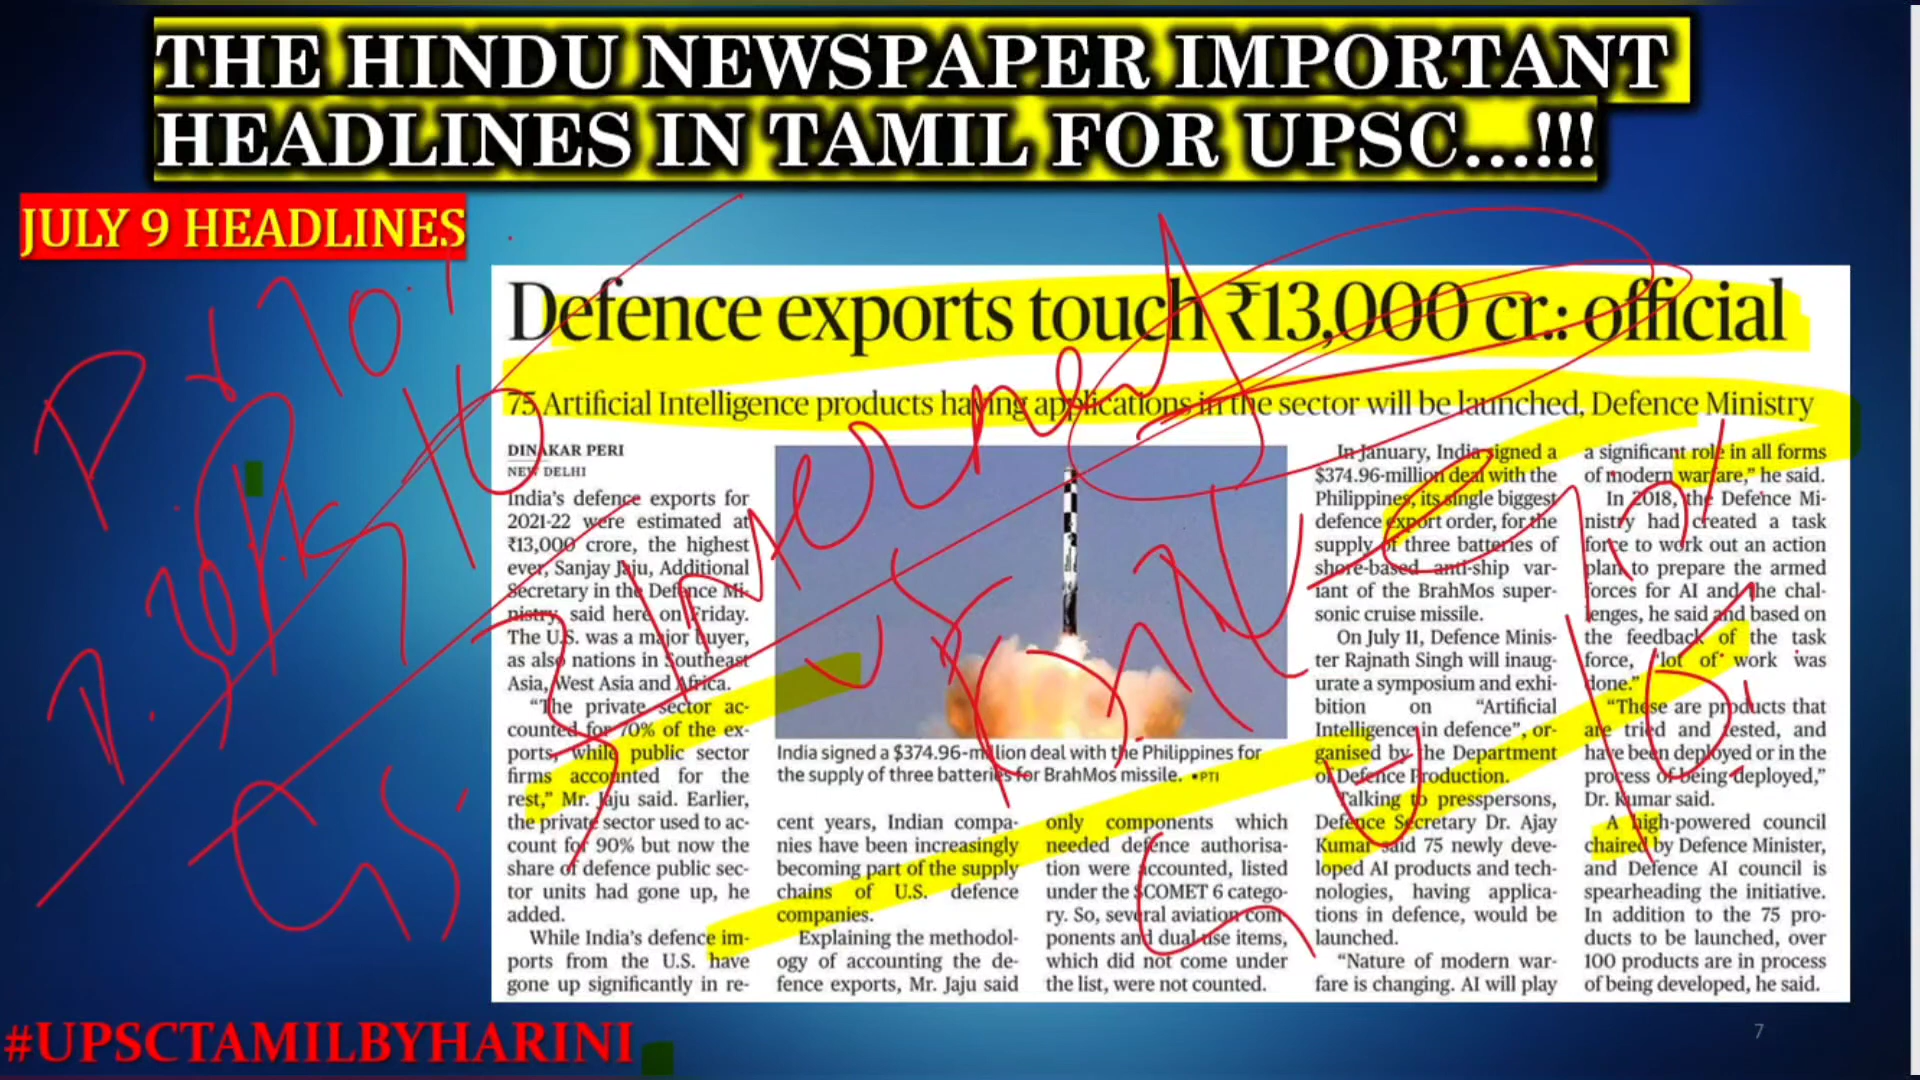 THE HINDU NEWSPAPER IMPORTANT
HEADLINES IN TAMIL FOR UPSC...!!!
JULY 9 HEADLINES
Defence exports touch ₹13,000 cr.: official
75 Artificial Intelligence products having applications in the sector will be launched, Defence Ministry
DINAKAR PERI
NEW DELHI
India's defence exports for
2021-22 were estimated at
₹13,000 crore, the highest
ever, Sanjay Jaju, Additional
Secretary in the Defence Mi-
nistry, said here on Friday.
The U.S. was a major buyer,
as also nations in Southeast
Asia, West Asia and Africa.
"The private sector ac-
counted for 70% of the ex-
ports, while public sector
firms accounted for the
rest," Mr. Jaju said. Earlier,
the private sector used to ac-
count for 90% but now the
share of defence public sec-
tor units had gone up, he
added.
While India's defence im-
ports from the U.S. have
gone up significantly in re-
India signed a $374.96-million deal with the Philippines for
the supply of three batteries for BrahMos missile. •PTI
cent years, Indian compa-
nies have been increasingly
becoming part of the supply
chains of U.S. defence
companies.
Explaining the methodol-
ogy of accounting the de-
fence exports, Mr. Jaju said
only components which
needed defence authorisa-
tion were accounted, listed
under the SCOMET 6 catego-
ry. So, several aviation com-
ponents and dual-use items,
which did not come under
the list, were not counted.
In January, India signed a
$374.96-million deal with the
Philippines, its single biggest
defence export order, for the
supply of three batteries of
shore-based anti-ship var-
iant of the BrahMos super-
sonic cruise missile.
On July 11, Defence Minis-
ter Rajnath Singh will inaug-
urate a symposium and exhi-
bition on "Artificial
Intelligence in defence", or-
ganised by the Department
of Defence Production.
Talking to presspersons,
Defence Secretary Dr. Ajay
Kumar said 75 newly deve-
loped AI products and tech-
nologies, having applica-
tions in defence, would be
launched.
"Nature of modern war-
fare is changing. AI will play
a significant role in all forms
of modern warfare," he said.
In 2018, the Defence Mi-
nistry had created a task
force to work out an action
plan to prepare the armed
forces for AI and the chal-
lenges, he said and based on
the feedback of the task
force, "lot of work was
done."
"These are products that
are tried and tested, and
have been deployed or in the
process of being deployed,"
Dr. Kumar said.
A high-powered council
chaired by Defence Minister,
and Defence AI council is
spearheading the initiative.
In addition to the 75 pro-
ducts to be launched, over
100 products are in process
of being developed, he said.
#UPSCTAMILBYHARINI
7